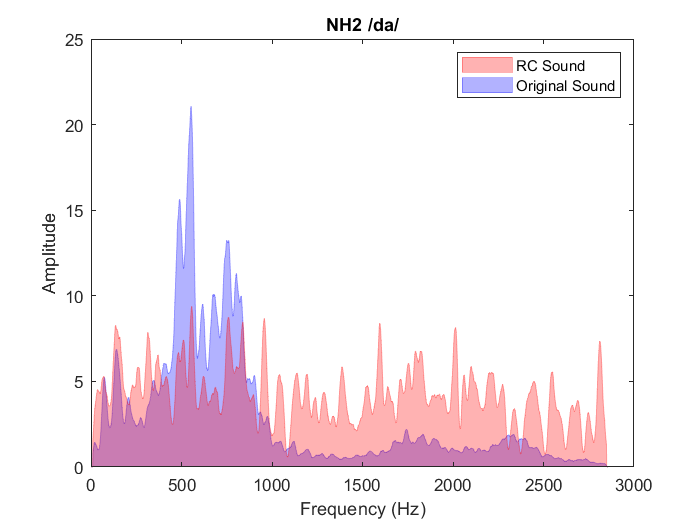 NH2 /da/
RC Sound
Original Sound
25
20
15
10
5
0
Amplitude
0 500 1000 1500 2000 2500 3000
Frequency (Hz)